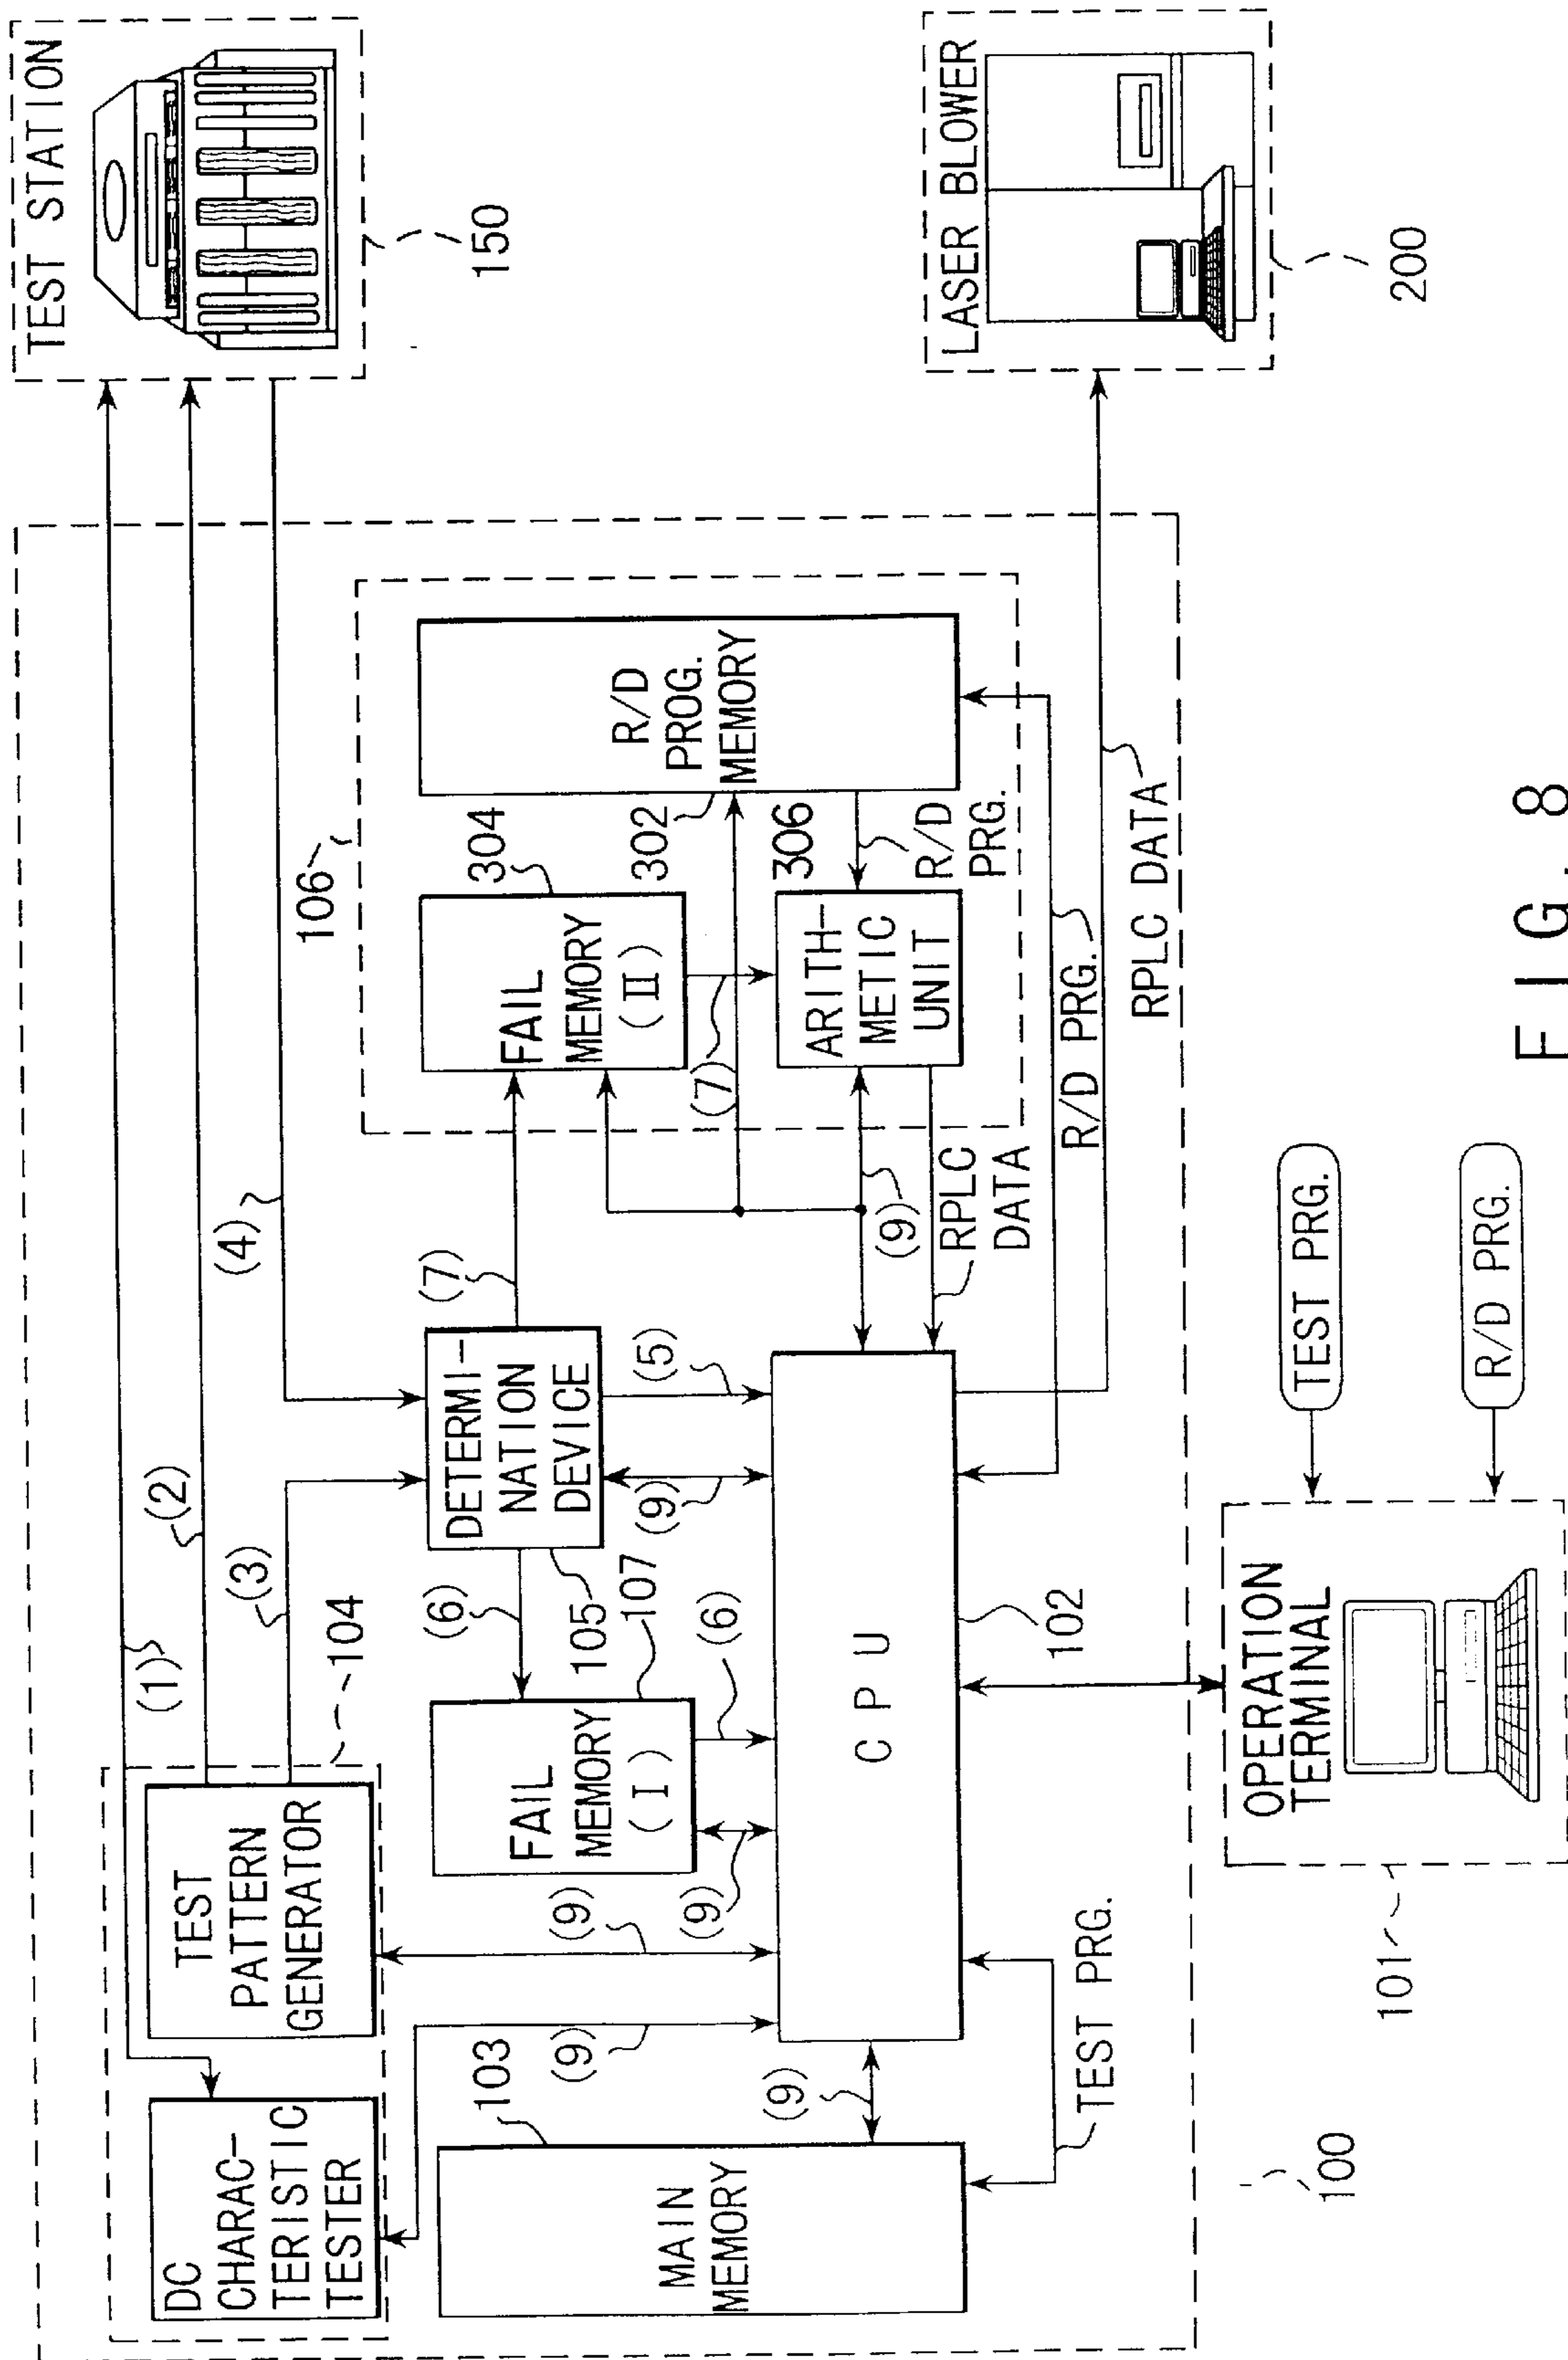 TEST STATION
150
LASER BLOWER
200
(1)
(2)
(3)
(4)
104
DC
CHARAC-
TERISTIC
TESTER
TEST
PATTERN
GENERATOR
106
FAIL
MEMORY
(II)
304
R/D
PROG.
MEMORY
302
ARITH-
METIC
UNIT
306
R/D
PRG.
(7)
(7)
DETERMI-
NATION
DEVICE
105
(5)
(9)
(6)
FAIL
MEMORY
(I)
107
(6)
(9)
(9)
(9)
103
MAIN
MEMORY
(9)
CPU
102
(9)
RPLC
DATA
R/D PRG.
RPLC DATA
TEST PRG.
100
OPERATION
TERMINAL
101
TEST PRG.
R/D PRG.
FIG. 8